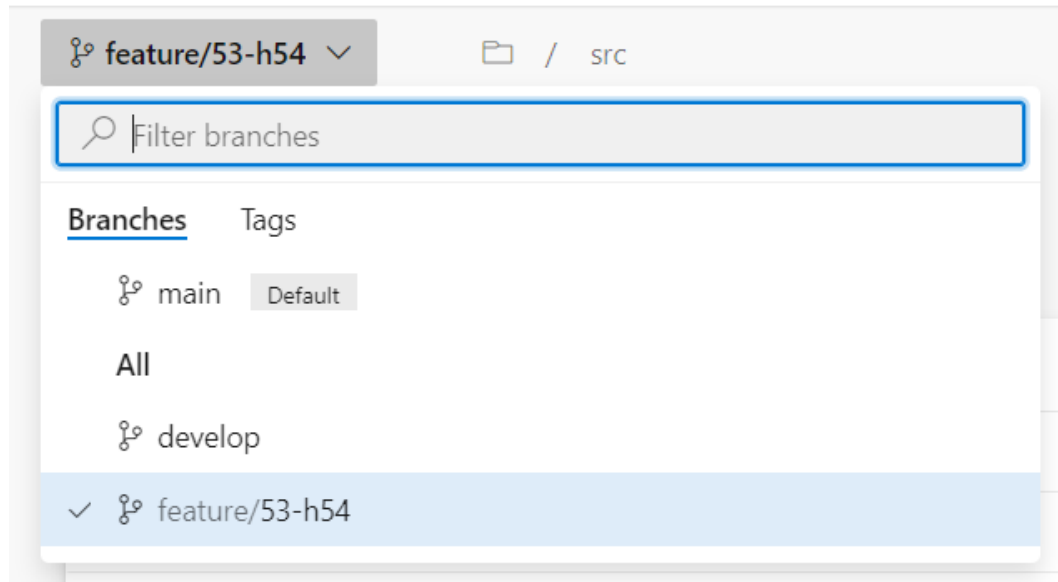 feature/53-h54 / src
Filter branches
Branches Tags
main Default
All
develop
feature/53-h54